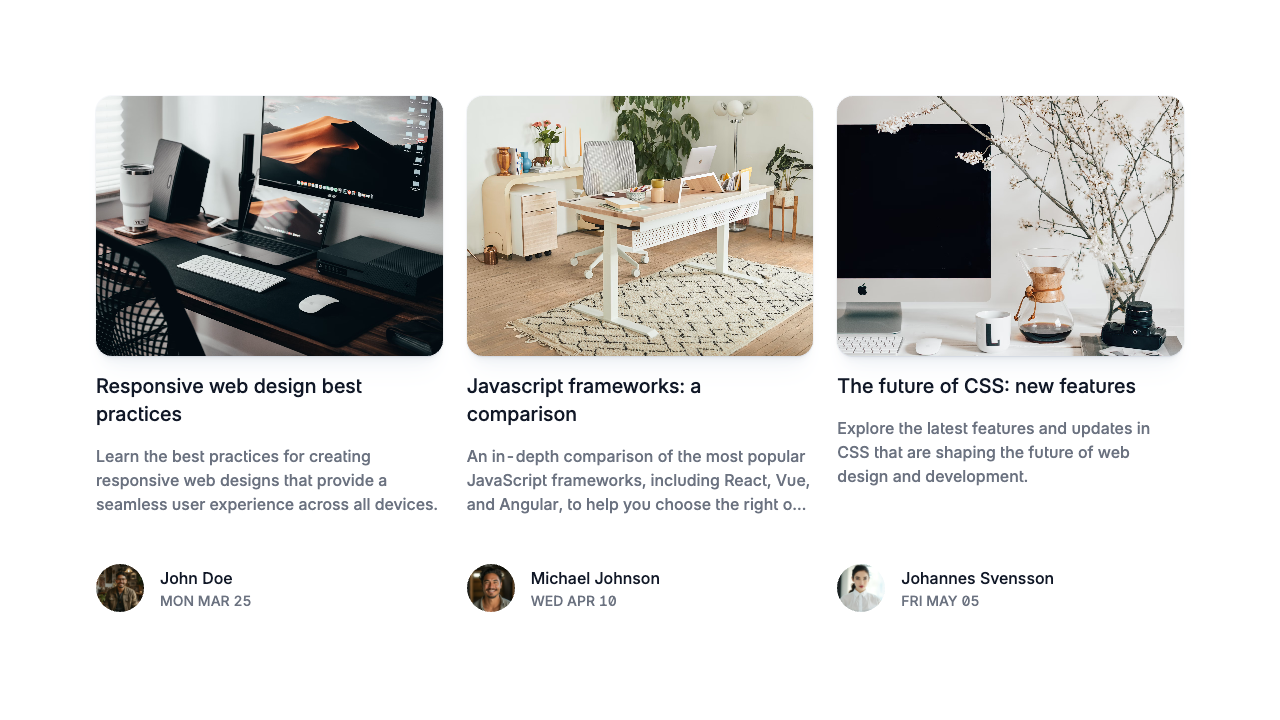 Responsive web design best
practices
Learn the best practices for creating
responsive web designs that provide a
seamless user experience across all devices.
John Doe
MON MAR 25
Javascript frameworks: a
comparison
An in-depth comparison of the most popular
JavaScript frameworks, including React, Vue,
and Angular, to help you choose the right o...
Michael Johnson
WED APR 10
L
The future of CSS: new features
Explore the latest features and updates in
CSS that are shaping the future of web
design and development.
Johannes Svensson
FRI MAY 05